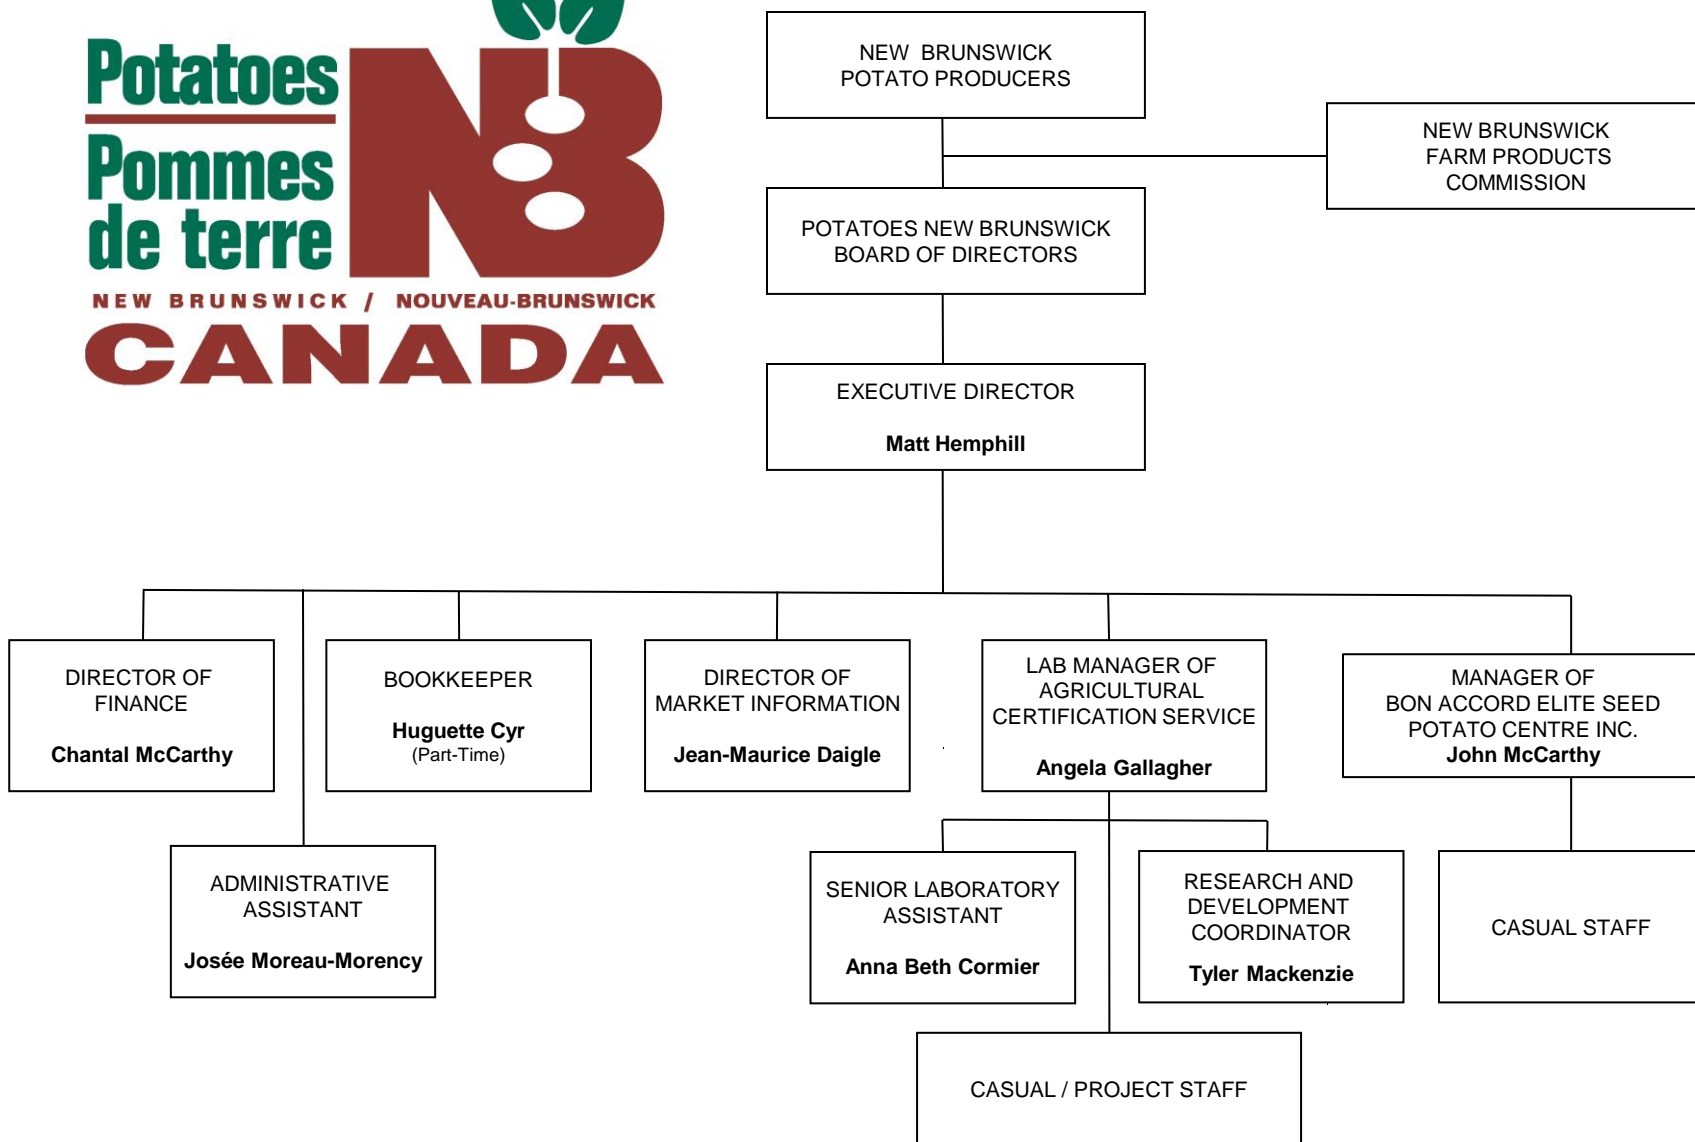 Potatoes
Pommes
de terre
NB
NEW BRUNSWICK / NOUVEAU-BRUNSWICK
CANADA
NEW BRUNSWICK
POTATO PRODUCERS
NEW BRUNSWICK
FARM PRODUCTS
COMMISSION
POTATOES NEW BRUNSWICK
BOARD OF DIRECTORS
EXECUTIVE DIRECTOR
Matt Hemphill
DIRECTOR OF
FINANCE
Chantal McCarthy
BOOKKEEPER
Huguette Cyr
(Part-Time)
DIRECTOR OF
MARKET INFORMATION
Jean-Maurice Daigle
LAB MANAGER OF
AGRICULTURAL
CERTIFICATION SERVICE
Angela Gallagher
MANAGER OF
BON ACCORD ELITE SEED
POTATO CENTRE INC.
John McCarthy
ADMINISTRATIVE
ASSISTANT
Josée Moreau-Morency
SENIOR LABORATORY
ASSISTANT
Anna Beth Cormier
RESEARCH AND
DEVELOPMENT
COORDINATOR
Tyler Mackenzie
CASUAL STAFF
CASUAL / PROJECT STAFF